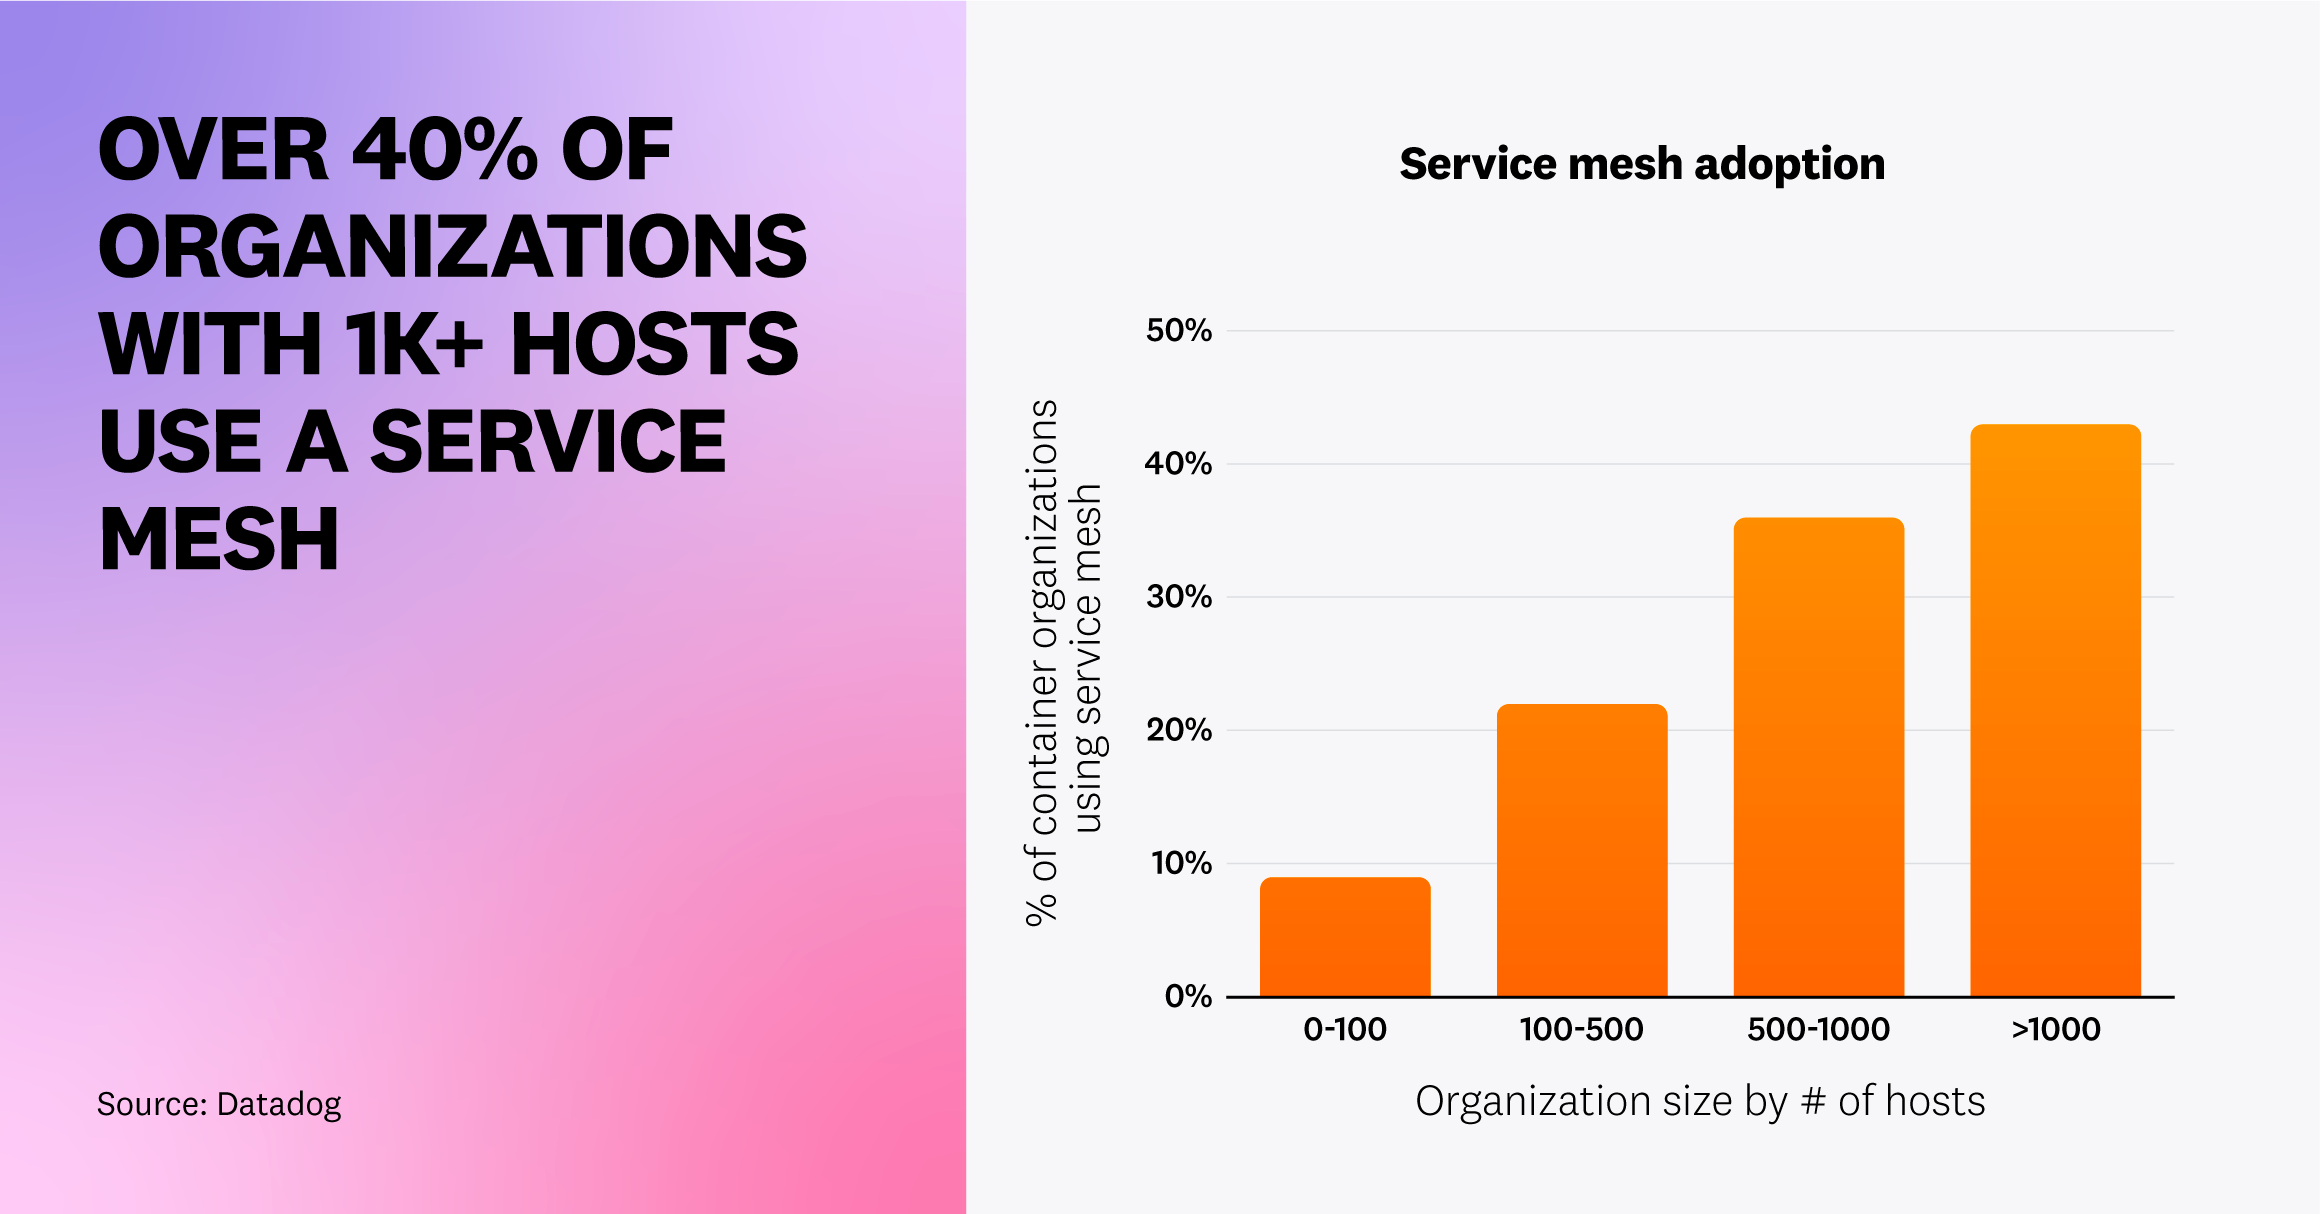 OVER 40% OF
ORGANIZATIONS
WITH 1K+ HOSTS
USE A SERVICE
MESH
Source: Datadog
Service mesh adoption
% of container organizations
using service mesh
50%
40%
30%
20%
10%
0%
0-100
100-500
500-1000
>1000
Organization size by # of hosts